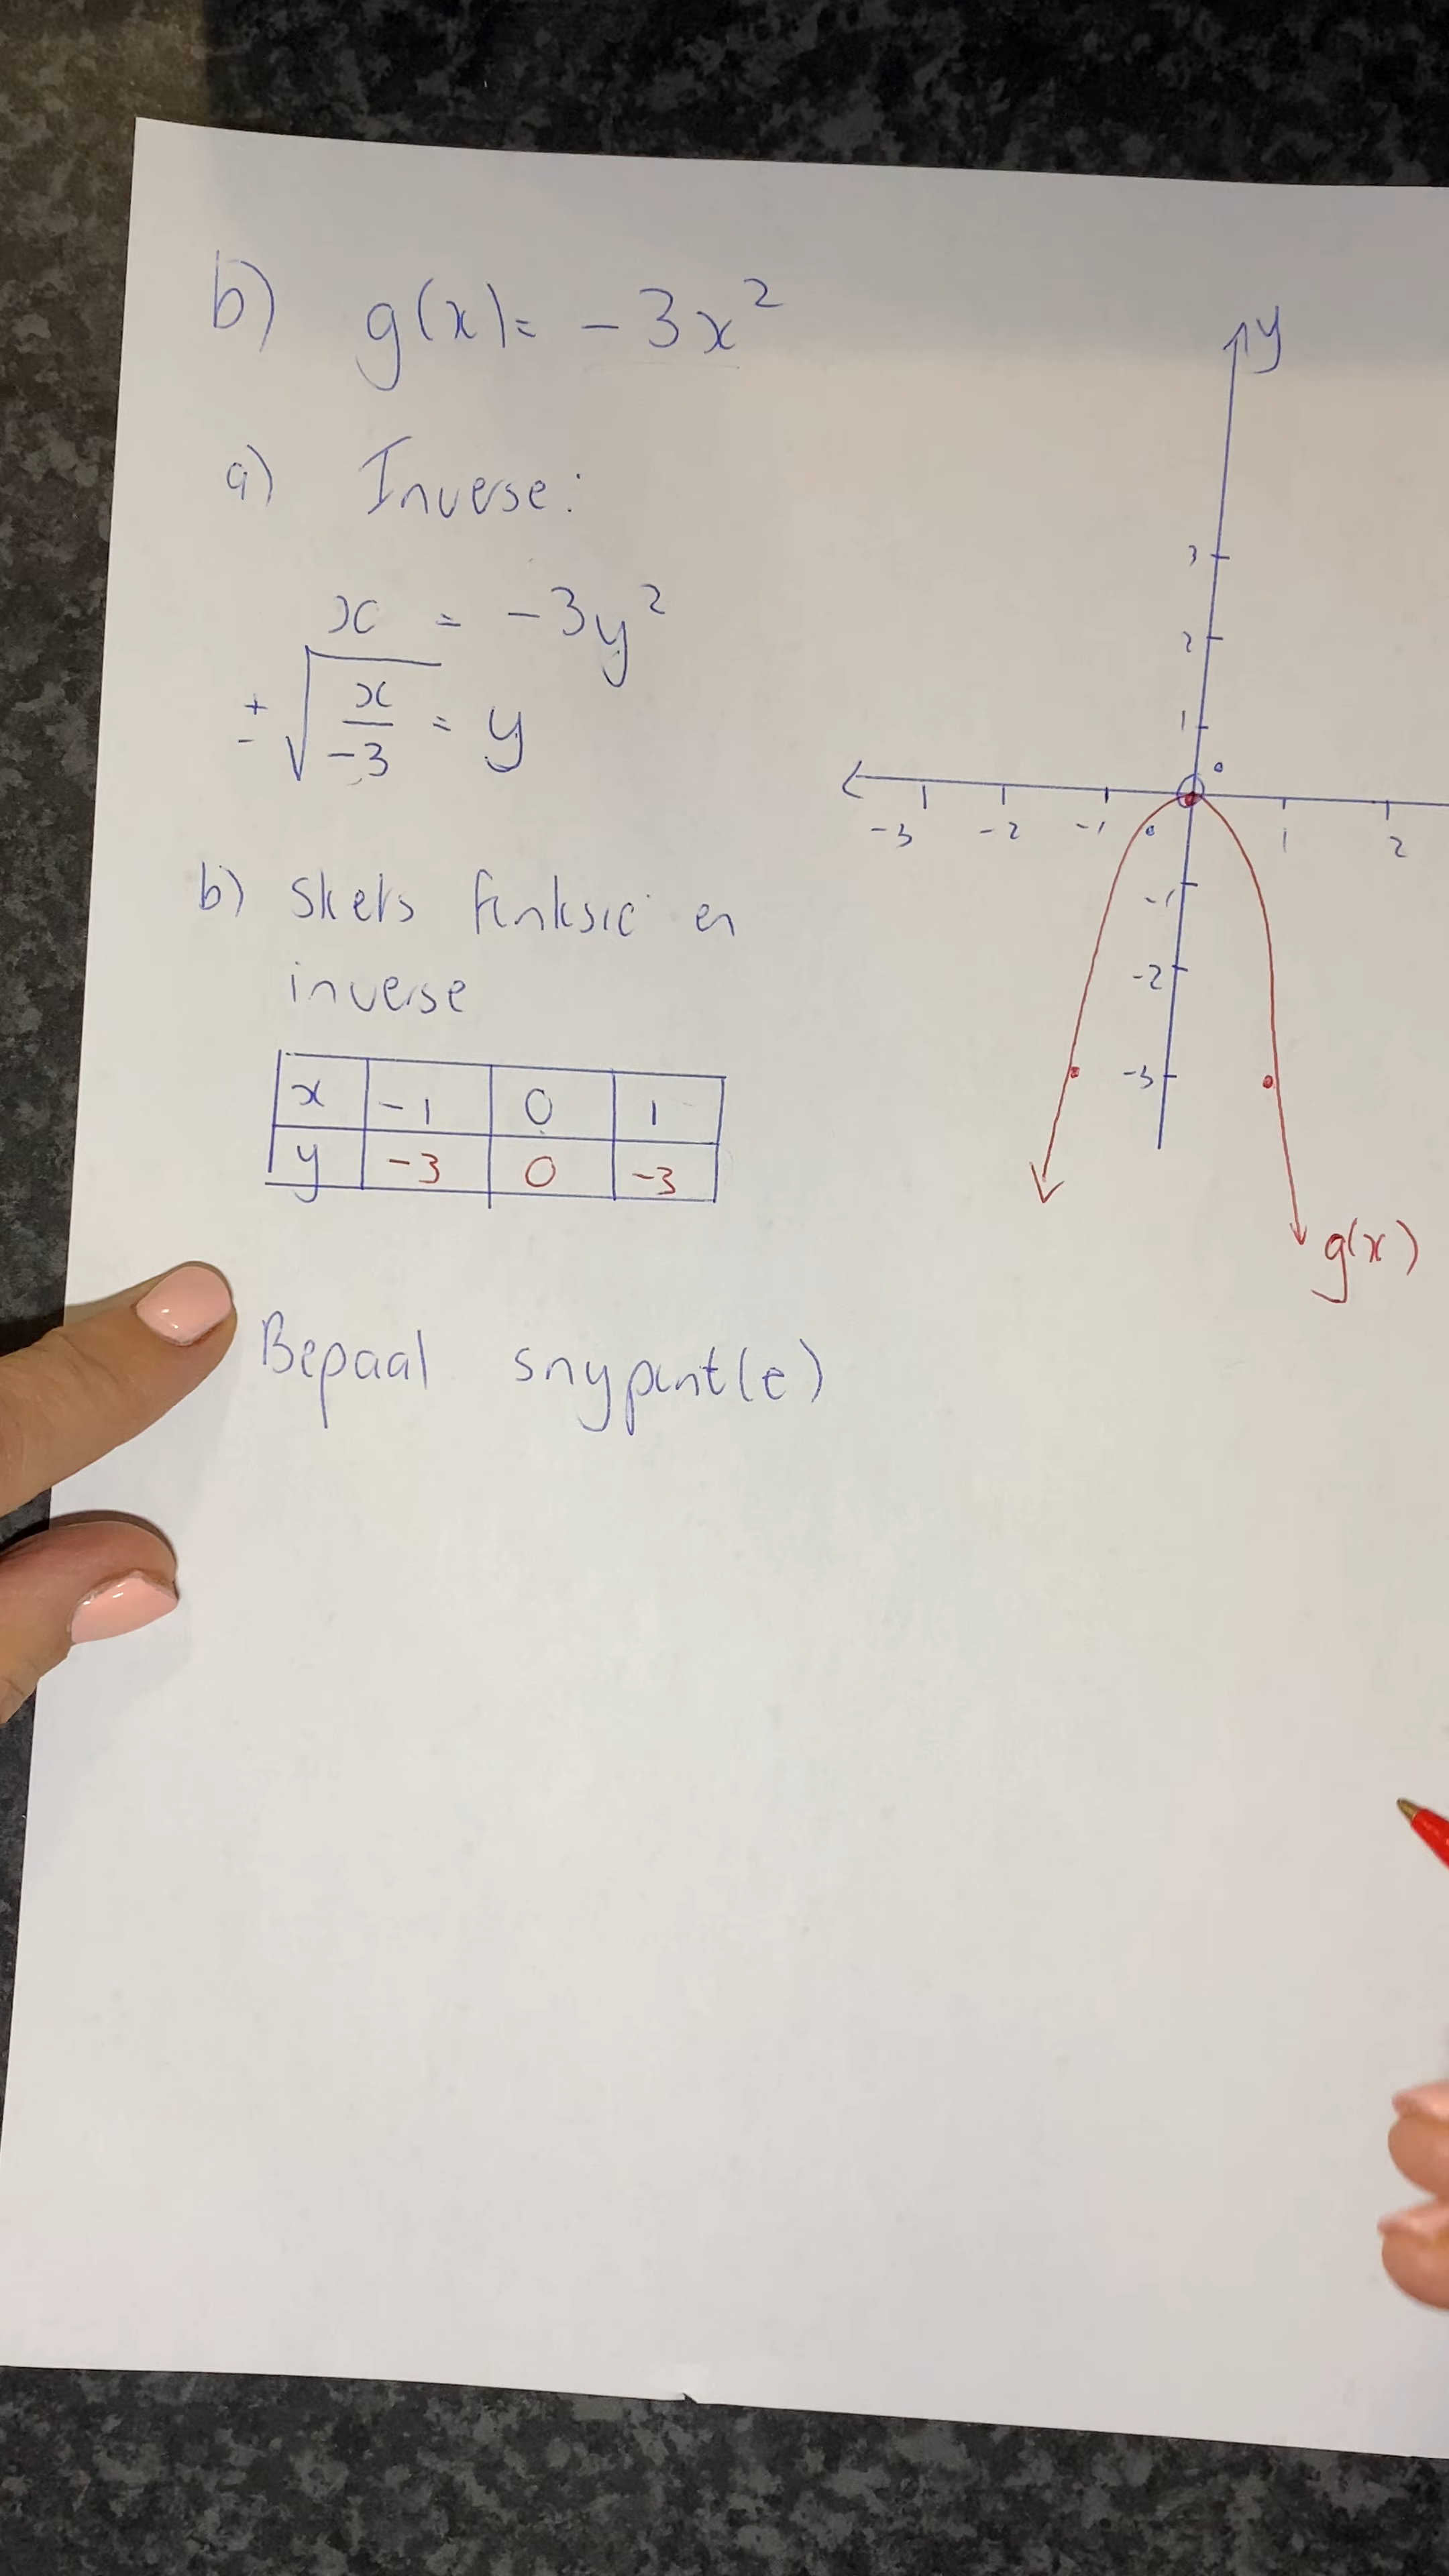 b) g(x)= -3x²
a) Inverse:
x = -3y²
±√(x/-3) = y
b) Skets funksie en
inverse
x -1 0 1
y -3 0 -3
Bepaal snypunt(e)
y
3
2
1
0
-3 -2 -1 0 1 2
-1
-2
-3
g(x)